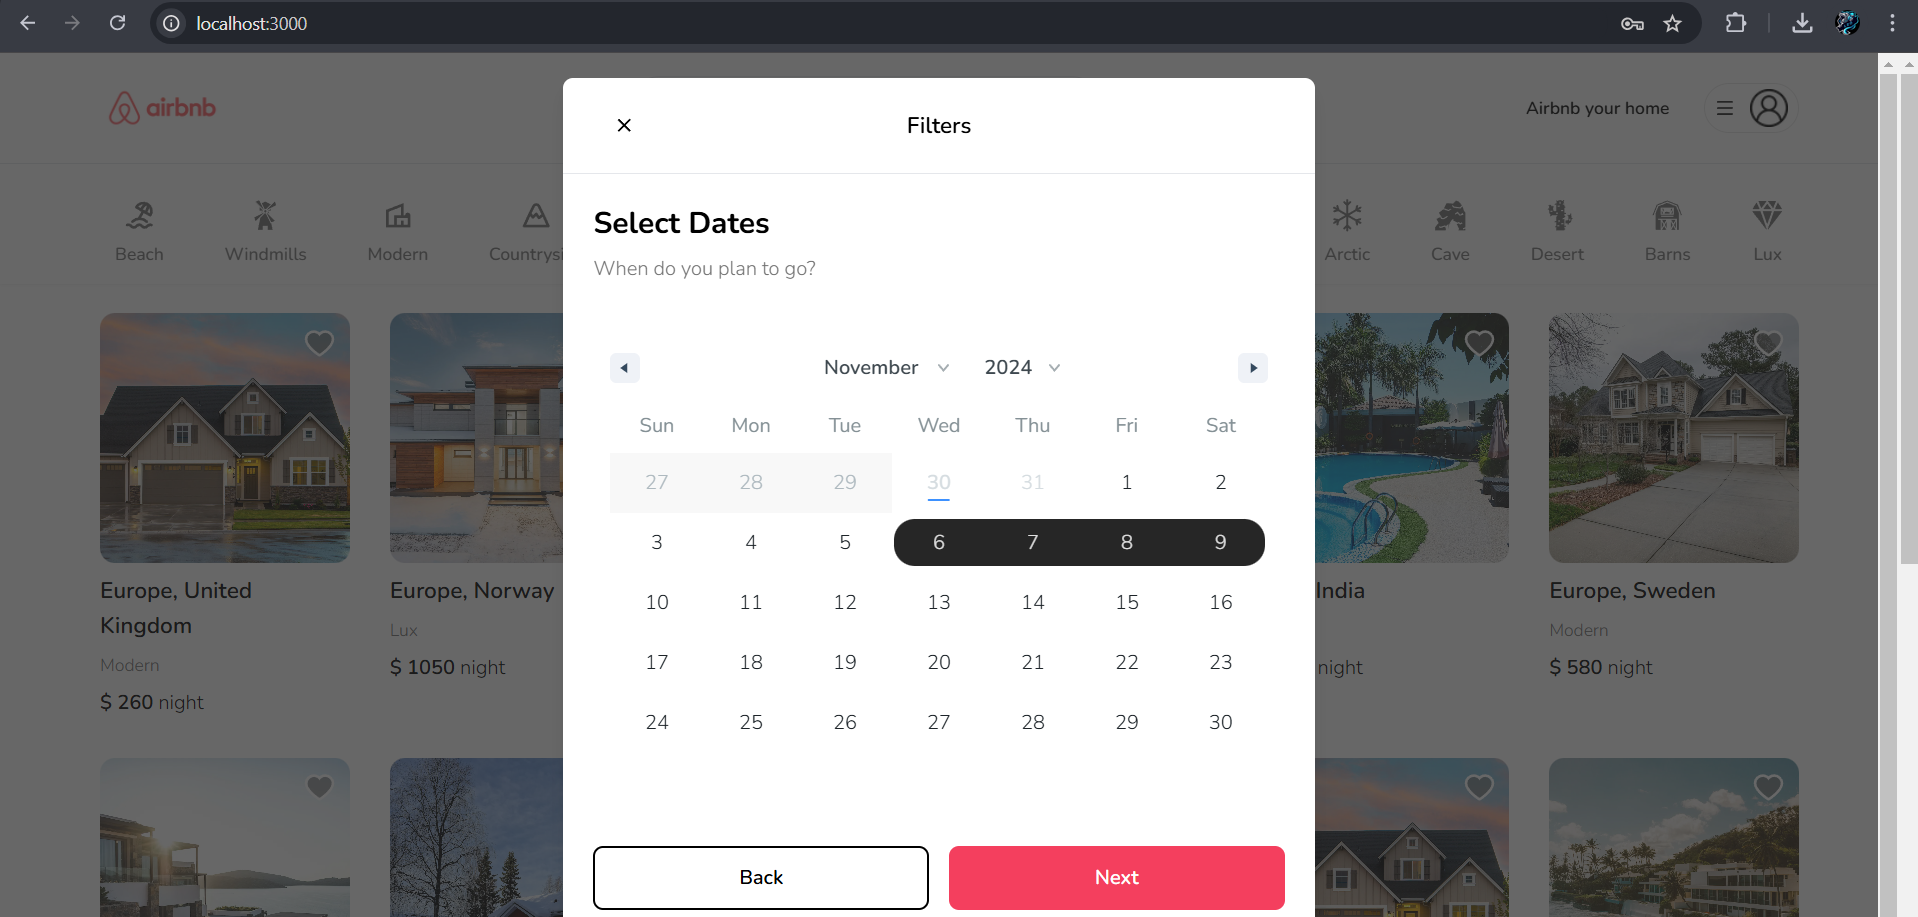 localhost:3000
airbnb
Airbnb your home
Filters
Beach
Windmills
Modern
Countrysi
Arctic
Cave
Desert
Barns
Lux
Select Dates
When do you plan to go?
November 2024
Sun Mon Tue Wed Thu Fri Sat
27 28 29 30 31 1 2
3 4 5 6 7 8 9
10 11 12 13 14 15 16
17 18 19 20 21 22 23
24 25 26 27 28 29 30
Back
Next
Europe, United
Kingdom
Modern
$ 260 night
Europe, Norway
Lux
$ 1050 night
India
night
Europe, Sweden
Modern
$ 580 night